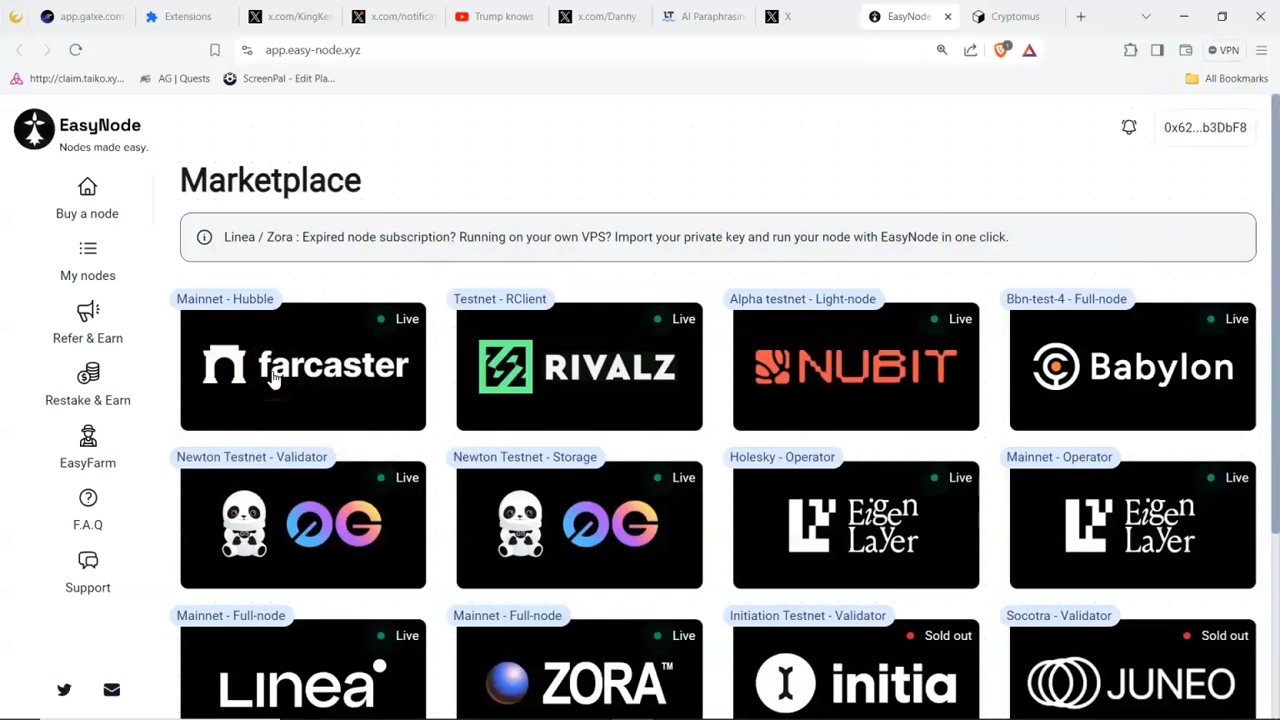 app.galxe.com
Extensions
x.com/KingKen
x.com/notificat
Trump knows
x.com/Danny_
AI Paraphrasin
X
EasyNode
Cryptomus
app.easy-node.xyz
VPN
http://claim.taiko.xy...
AG | Quests
ScreenPal - Edit Pla...
All Bookmarks
EasyNode
Nodes made easy.
0x62...b3DbF8
Buy a node
My nodes
Refer & Earn
Restake & Earn
EasyFarm
F.A.Q
Support
Marketplace
Linea / Zora : Expired node subscription? Running on your own VPS? Import your private key and run your node with EasyNode in one click.
Mainnet - Hubble
Live
farcaster
Testnet - RClient
Live
RIVALZ
Alpha testnet - Light-node
Live
NUBIT
Bbn-test-4 - Full-node
Live
Babylon
Newton Testnet - Validator
Live
0G
Newton Testnet - Storage
Live
0G
Holesky - Operator
Live
Eigen
Layer
Mainnet - Operator
Live
Eigen
Layer
Mainnet - Full-node
Live
Linea
Mainnet - Full-node
Live
ZORA™
Initiation Testnet - Validator
Sold out
initia
Socotra - Validator
Sold out
JUNEO